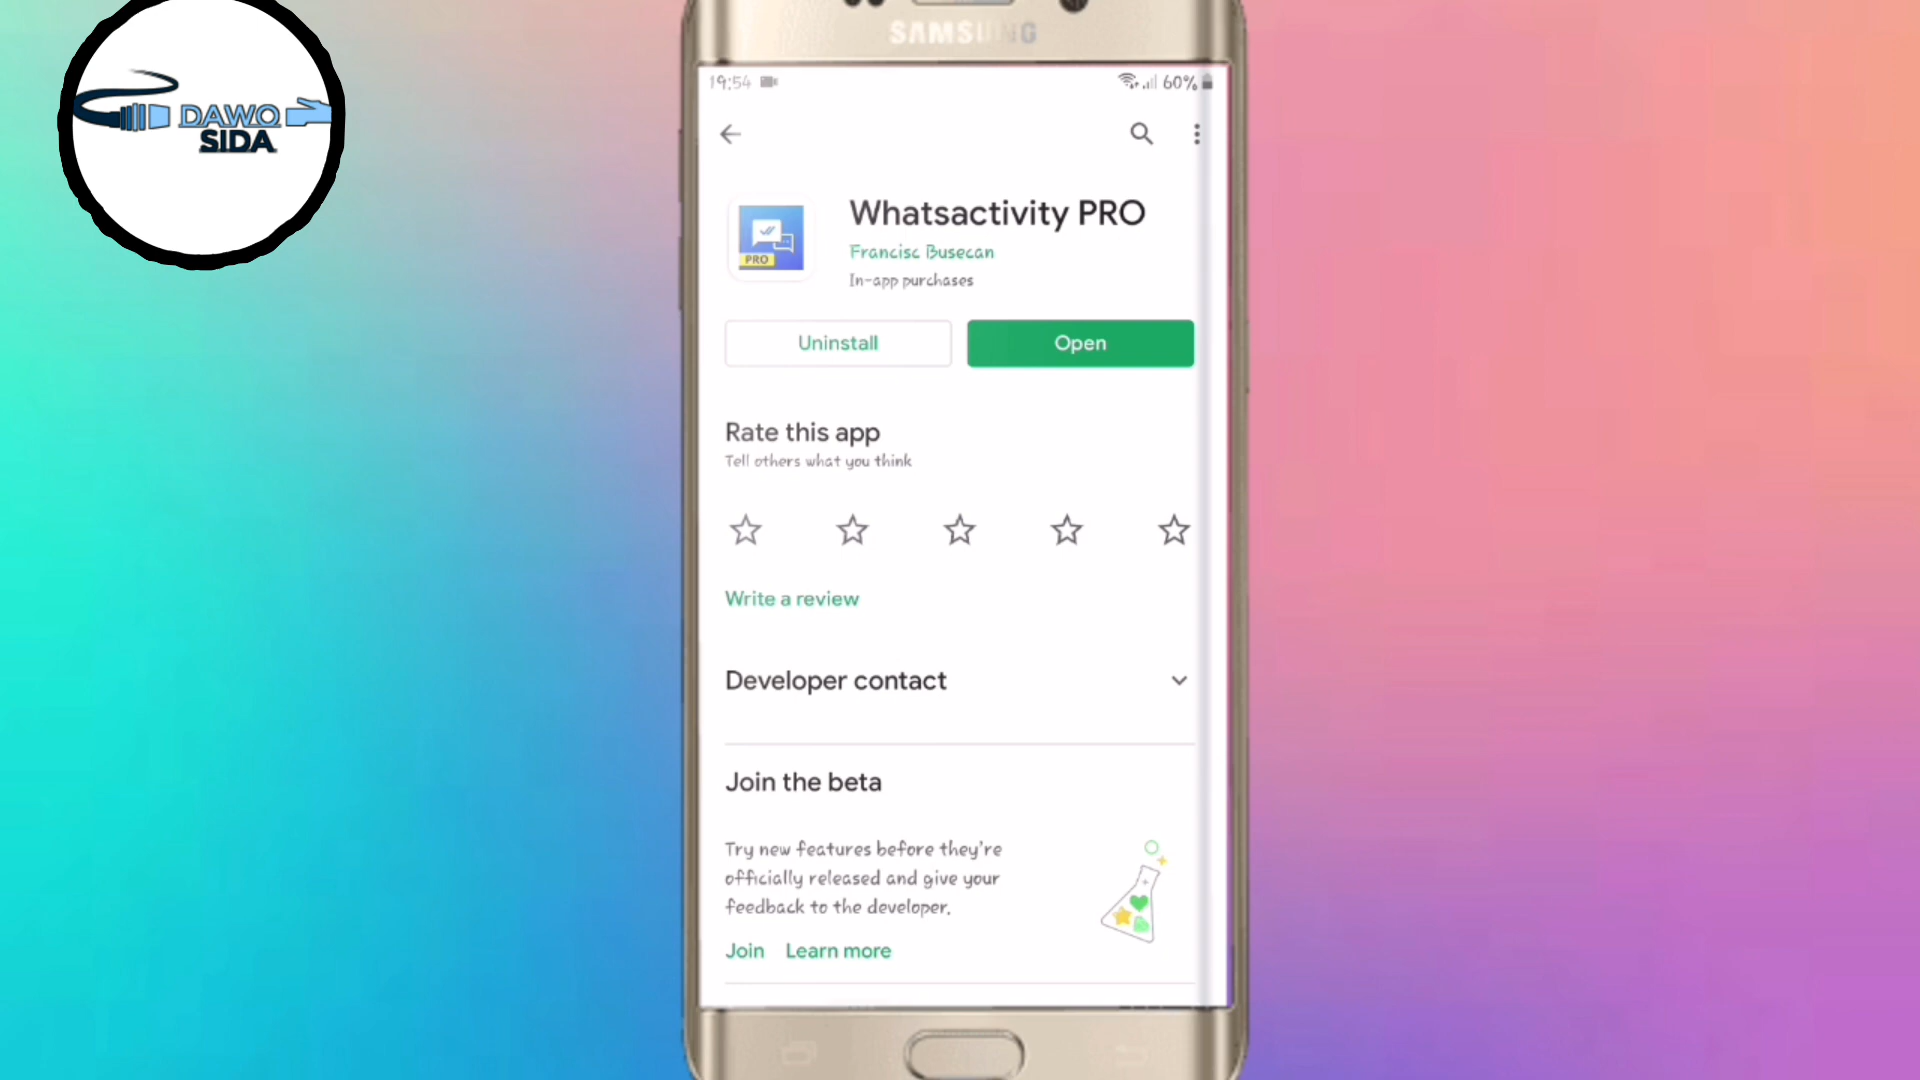 DAWO
SIDA
SAMSUNG
19:54
60%
Whatsactivity PRO
PRO
Francisc Busecan
In-app purchases
Uninstall
Open
Rate this app
Tell others what you think
Write a review
Developer contact
Join the beta
Try new features before they're
officially released and give your
feedback to the developer.
Join Learn more